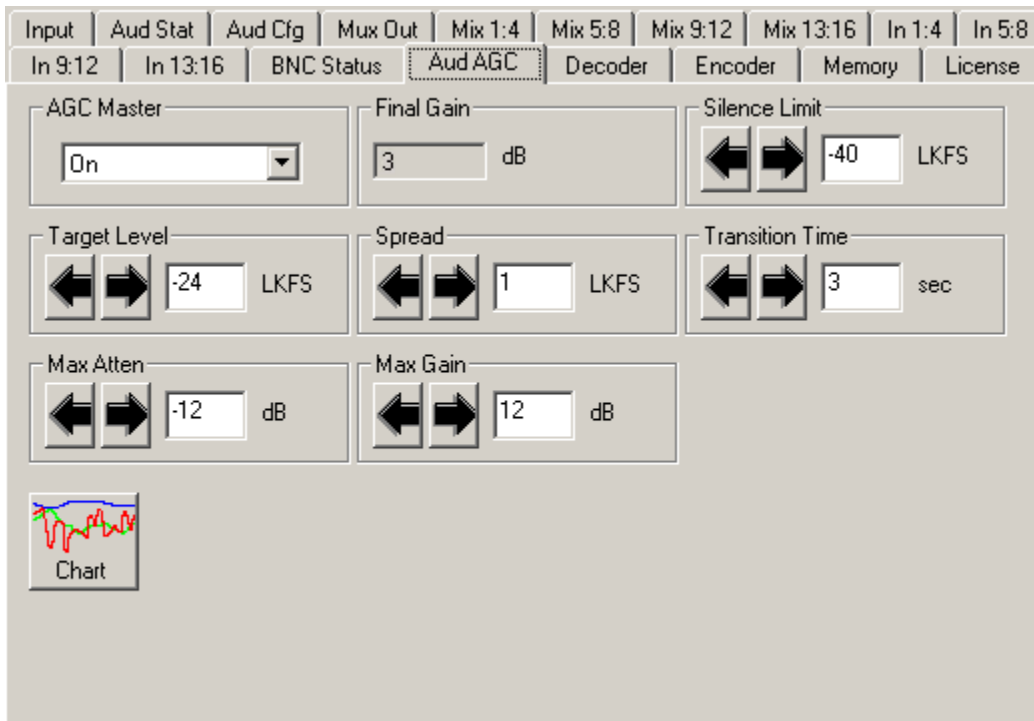 Input Aud Stat Aud Cfg Mux Out Mix 1:4 Mix 5:8 Mix 9:12 Mix 13:16 In 1:4 In 5:8
In 9:12 In 13:16 BNC Status Aud AGC Decoder Encoder Memory License
AGC Master
On
Final Gain
3 dB
Silence Limit
-40 LKFS
Target Level
-24 LKFS
Spread
1 LKFS
Transition Time
3 sec
Max Atten
-12 dB
Max Gain
12 dB
Chart